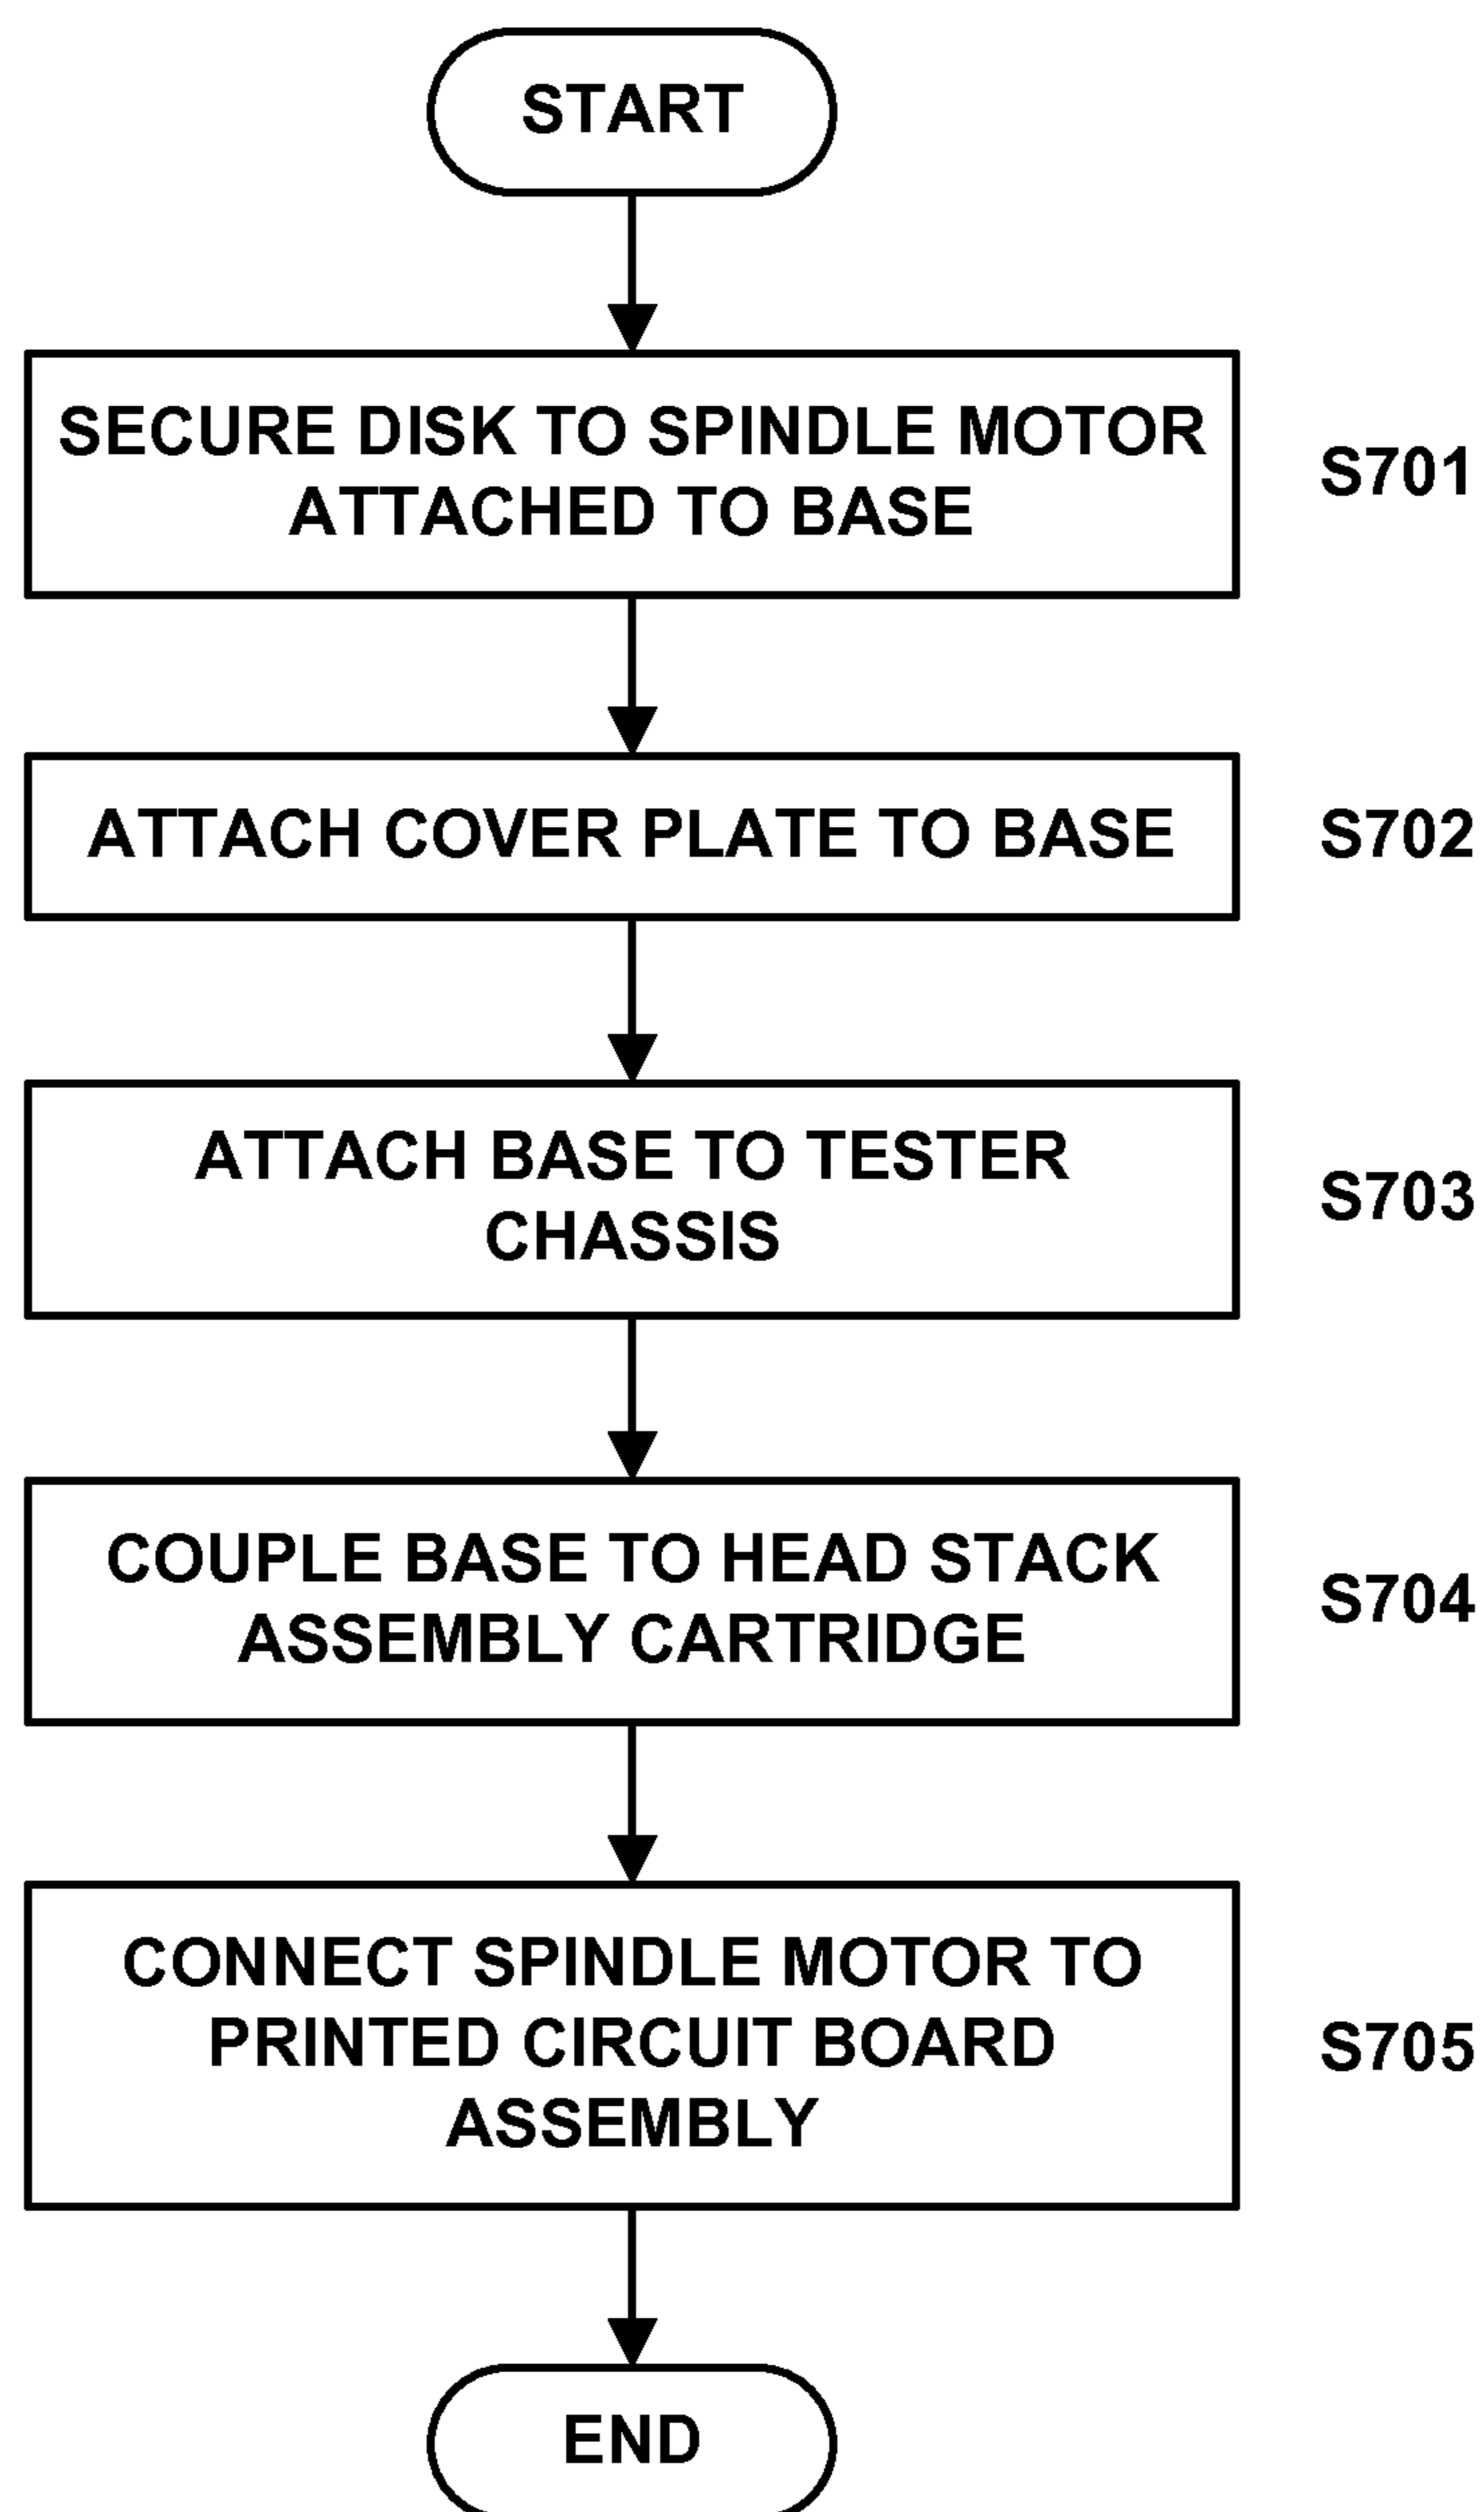 START
SECURE DISK TO SPINDLE MOTOR
ATTACHED TO BASE
S701
ATTACH COVER PLATE TO BASE
S702
ATTACH BASE TO TESTER
CHASSIS
S703
COUPLE BASE TO HEAD STACK
ASSEMBLY CARTRIDGE
S704
CONNECT SPINDLE MOTOR TO
PRINTED CIRCUIT BOARD
ASSEMBLY
S705
END